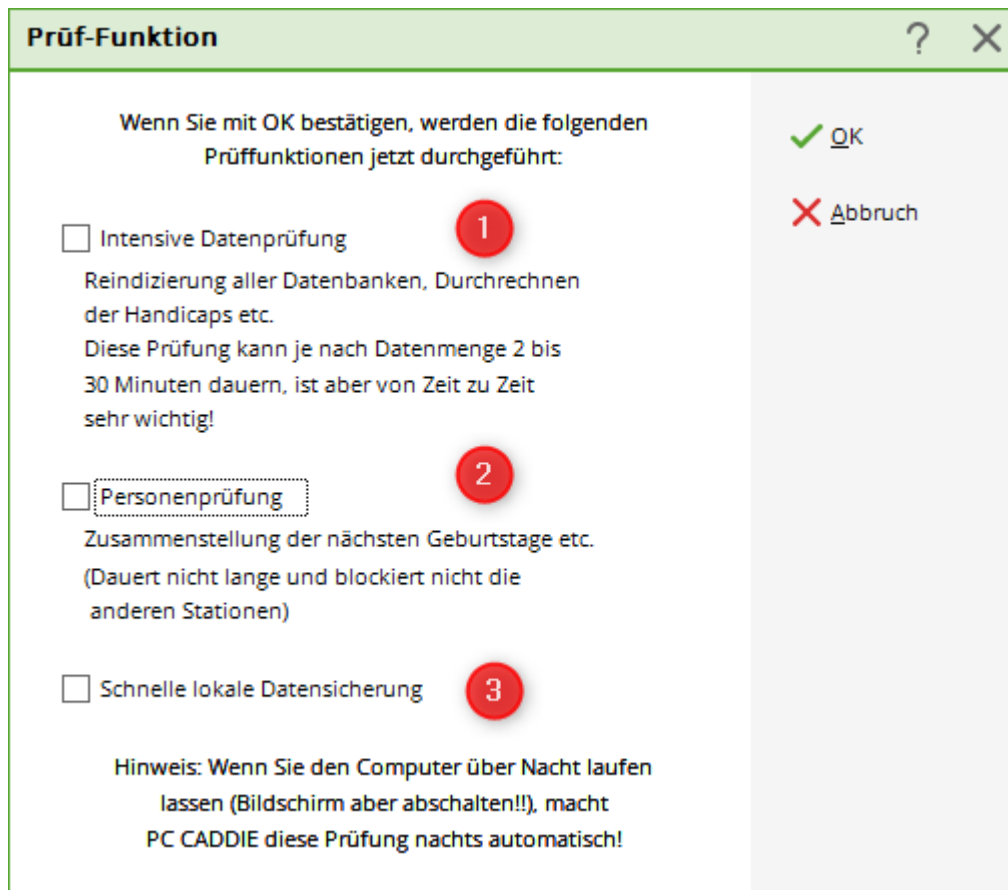 Prüf-Funktion
?
Wenn Sie mit OK bestätigen, werden die folgenden
Prüffunktionen jetzt durchgeführt:
OK
Abbruch
1
Intensive Datenprüfung
Reindizierung aller Datenbanken, Durchrechnen
der Handicaps etc.
Diese Prüfung kann je nach Datenmenge 2 bis
30 Minuten dauern, ist aber von Zeit zu Zeit
sehr wichtig!
2
Personenprüfung
Zusammenstellung der nächsten Geburtstage etc.
(Dauert nicht lange und blockiert nicht die
anderen Stationen)
Schnelle lokale Datensicherung
3
Hinweis: Wenn Sie den Computer über Nacht laufen
lassen (Bildschirm aber abschalten!!), macht
PC CADDIE diese Prüfung nachts automatisch!